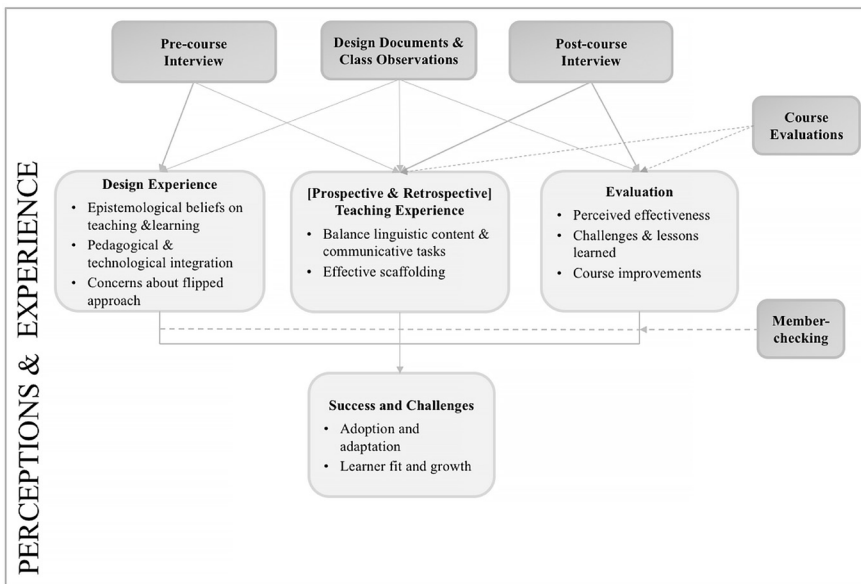 Pre-course
Interview
Design Documents &
Class Observations
Post-course
Interview
Course
Evaluations
PERCEPTIONS & EXPERIENCE
Design Experience
• Epistemological beliefs on
teaching &learning
• Pedagogical &
technological integration
• Concerns about flipped
approach
[Prospective & Retrospective]
Teaching Experience
• Balance linguistic content &
communicative tasks
• Effective scaffolding
Evaluation
• Perceived effectiveness
• Challenges & lessons
learned
• Course improvements
Member-
checking
Success and Challenges
• Adoption and
adaptation
• Learner fit and growth